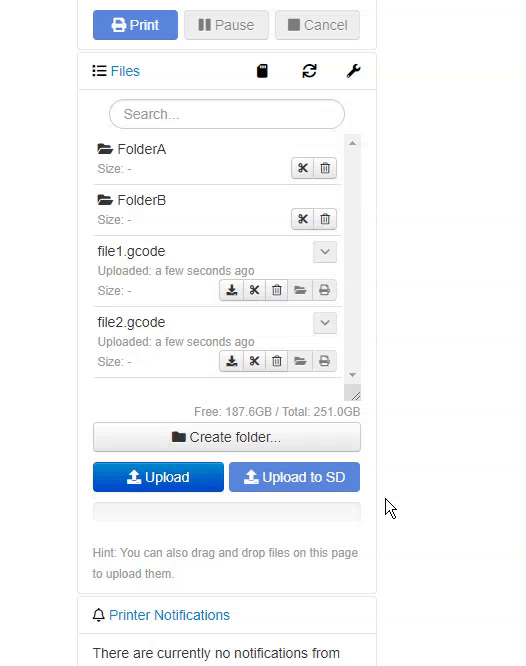 Print Pause Cancel
Files
Search...
FolderA
Size: -
FolderB
Size: -
file1.gcode
Uploaded: a few seconds ago
Size: -
file2.gcode
Uploaded: a few seconds ago
Size: -
Free: 187.6GB / Total: 251.0GB
Create folder...
Upload Upload to SD
Hint: You can also drag and drop files on this page
to upload them.
Printer Notifications
There are currently no notifications from